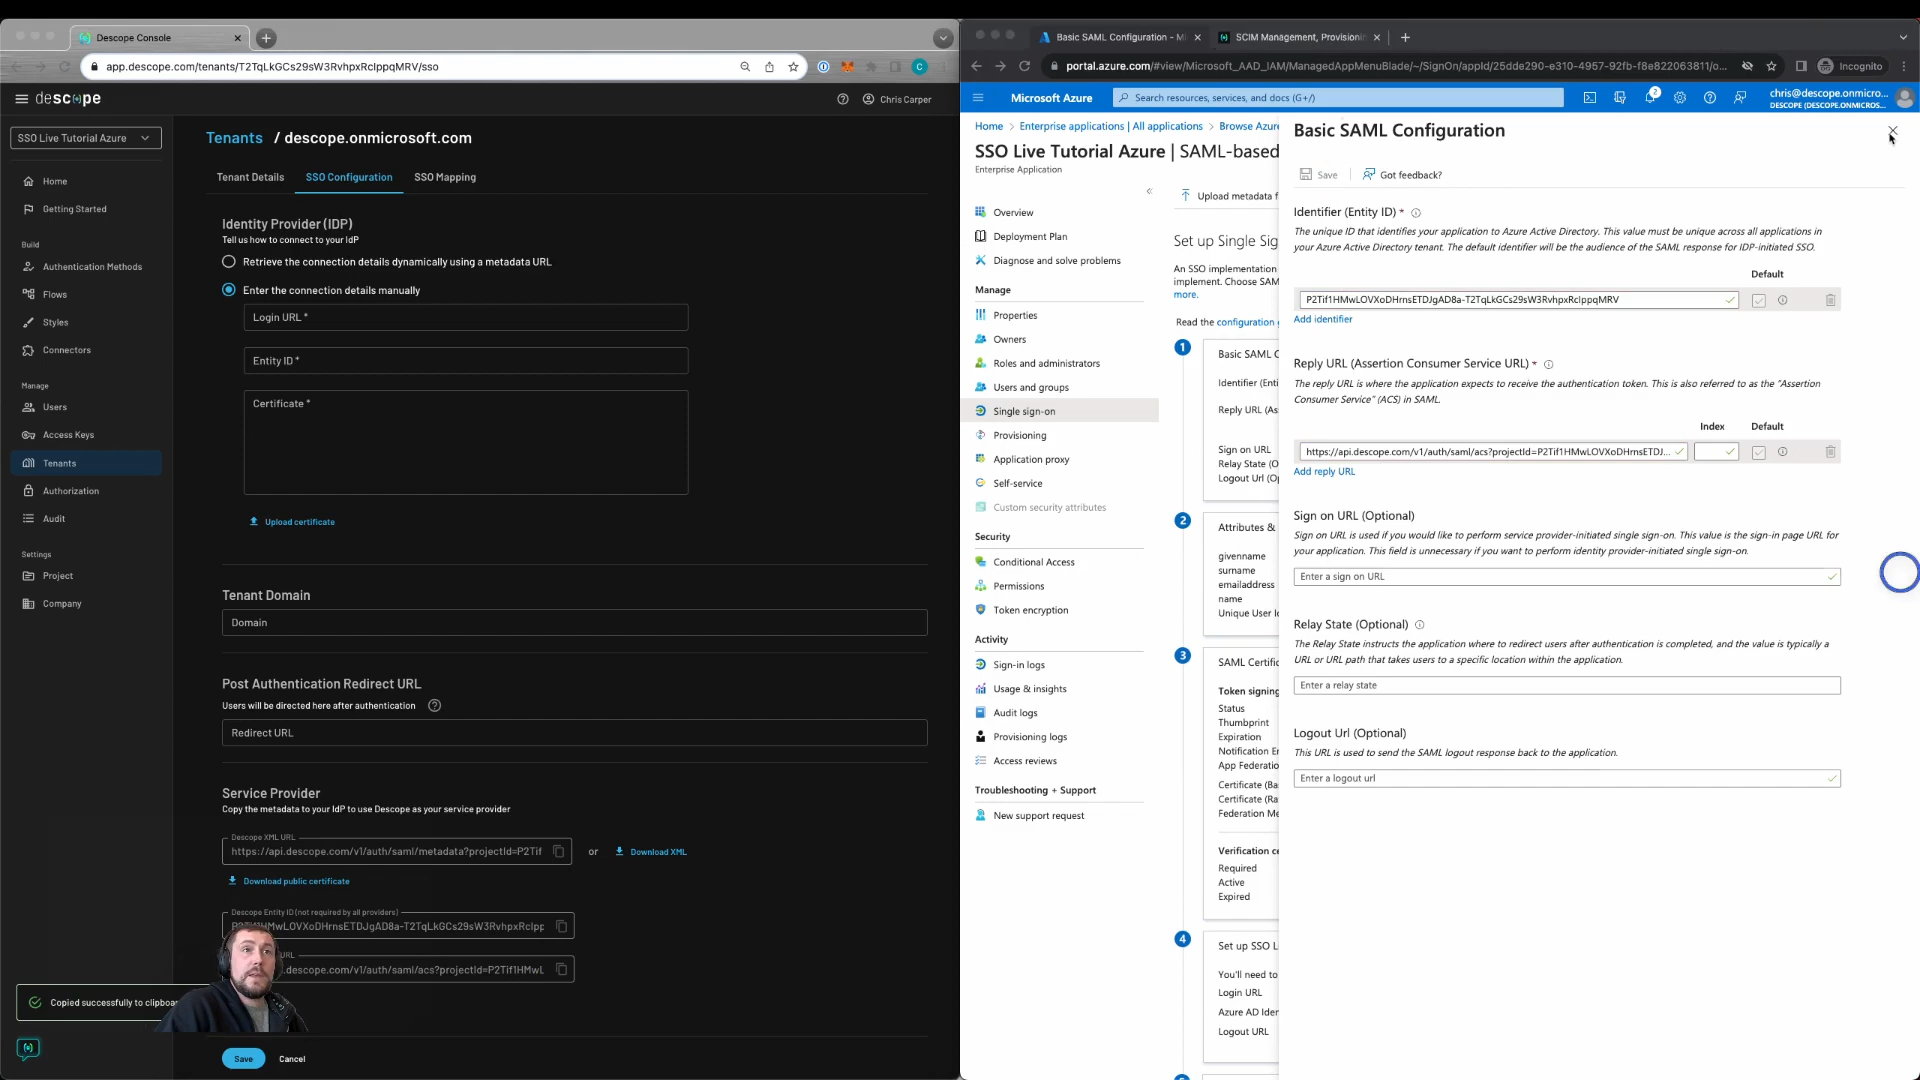 Descope Console
app.descope.com/tenants/T2TqLkGCs29sW3RvhpxRclppqMRV/sso
descope
Chris Carper
SSO Live Tutorial Azure
Home
Getting Started
Build
Authentication Methods
Flows
Styles
Connectors
Manage
Users
Access Keys
Tenants
Authorization
Audit
Settings
Project
Company
Tenants / descope.onmicrosoft.com
Tenant Details
SSO Configuration
SSO Mapping
Identity Provider (IDP)
Tell us how to connect to your IdP
Retrieve the connection details dynamically using a metadata URL
Enter the connection details manually
Login URL *
Entity ID *
Certificate *
Upload certificate
Tenant Domain
Domain
Post Authentication Redirect URL
Users will be directed here after authentication
Redirect URL
Service Provider
Copy the metadata to your IdP to use Descope as your service provider
Descope XML URL
https://api.descope.com/v1/auth/saml/metadata?projectId=P2Tif
or
Download XML
Download public certificate
Descope Entity ID (not required by all providers)
HMwLOVXoDHrnsETDJgAD8a-T2TqLkGCs29sW3RvhpxRclpp
URL
.descope.com/v1/auth/saml/acs?projectId=P2Tif1HMwL
Copied successfully to clipboar
Save
Cancel
Basic SAML Configuration - Mi
SCIM Management, Provisionin
portal.azure.com/#view/Microsoft_AAD_IAM/ManagedAppMenuBlade/~/SignOn/appId/25dde290-e310-4957-92fb-f8e822063811/o...
Incognito
Microsoft Azure
Search resources, services, and docs (G+/)
2
chris@descope.onmicro...
DESCOPE (DESCOPE.ONMICROS...
Home > Enterprise applications | All applications > Browse Azure
SSO Live Tutorial Azure | SAML-based
Enterprise Application
Overview
Deployment Plan
Diagnose and solve problems
Manage
Properties
Owners
Roles and administrators
Users and groups
Single sign-on
Provisioning
Application proxy
Self-service
Custom security attributes
Security
Conditional Access
Permissions
Token encryption
Activity
Sign-in logs
Usage & insights
Audit logs
Provisioning logs
Access reviews
Troubleshooting + Support
New support request
Upload metadata f
Set up Single Sig
An SSO implementation
implement. Choose SAM
more.
Read the configuration g
1
Basic SAML C
Identifier (Enti
Reply URL (As
Sign on URL
Relay State (O
Logout Url (Op
2
Attributes &
givenname
surname
emailaddress
name
Unique User Id
3
SAML Certific
Token signing
Status
Thumbprint
Expiration
Notification Em
App Federatio
Certificate (Ba
Certificate (Ra
Federation Me
Verification ce
Required
Active
Expired
4
Set up SSO L
You'll need to
Login URL
Azure AD Iden
Logout URL
Basic SAML Configuration
Save
Got feedback?
Identifier (Entity ID) *
The unique ID that identifies your application to Azure Active Directory. This value must be unique across all applications in
your Azure Active Directory tenant. The default identifier will be the audience of the SAML response for IDP-initiated SSO.
Default
P2Tif1HMwLOVXoDHrnsETDJgAD8a-T2TqLkGCs29sW3RvhpxRclppqMRV
Add identifier
Reply URL (Assertion Consumer Service URL) *
The reply URL is where the application expects to receive the authentication token. This is also referred to as the "Assertion
Consumer Service" (ACS) in SAML.
Index
Default
https://api.descope.com/v1/auth/saml/acs?projectId=P2Tif1HMwLOVXoDHrnsETDJ...
Add reply URL
Sign on URL (Optional)
Sign on URL is used if you would like to perform service provider-initiated single sign-on. This value is the sign-in page URL for
your application. This field is unnecessary if you want to perform identity provider-initiated single sign-on.
Enter a sign on URL
Relay State (Optional)
The Relay State instructs the application where to redirect users after authentication is completed, and the value is typically a
URL or URL path that takes users to a specific location within the application.
Enter a relay state
Logout Url (Optional)
This URL is used to send the SAML logout response back to the application.
Enter a logout url